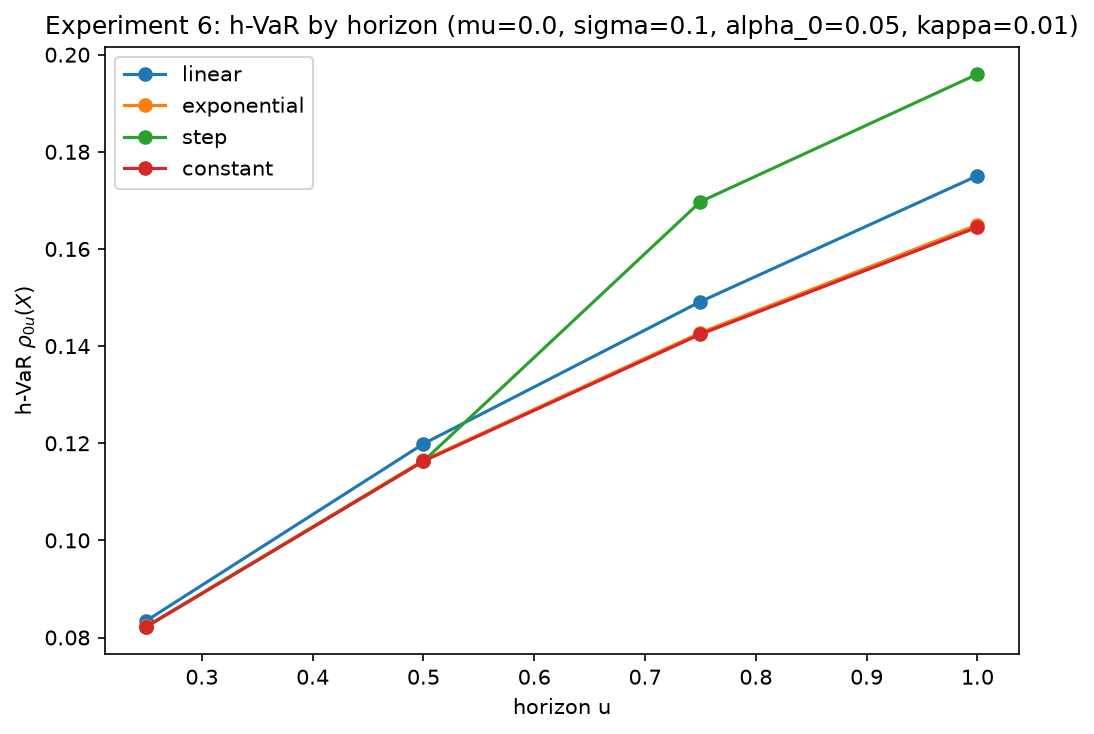 Experiment 6: h-VaR by horizon (mu=0.0, sigma=0.1, alpha_0=0.05, kappa=0.01)
linear
exponential
step
constant
h-VaR ρ₀ᵤ(X)
0.20
0.18
0.16
0.14
0.12
0.10
0.08
0.3 0.4 0.5 0.6 0.7 0.8 0.9 1.0
horizon u